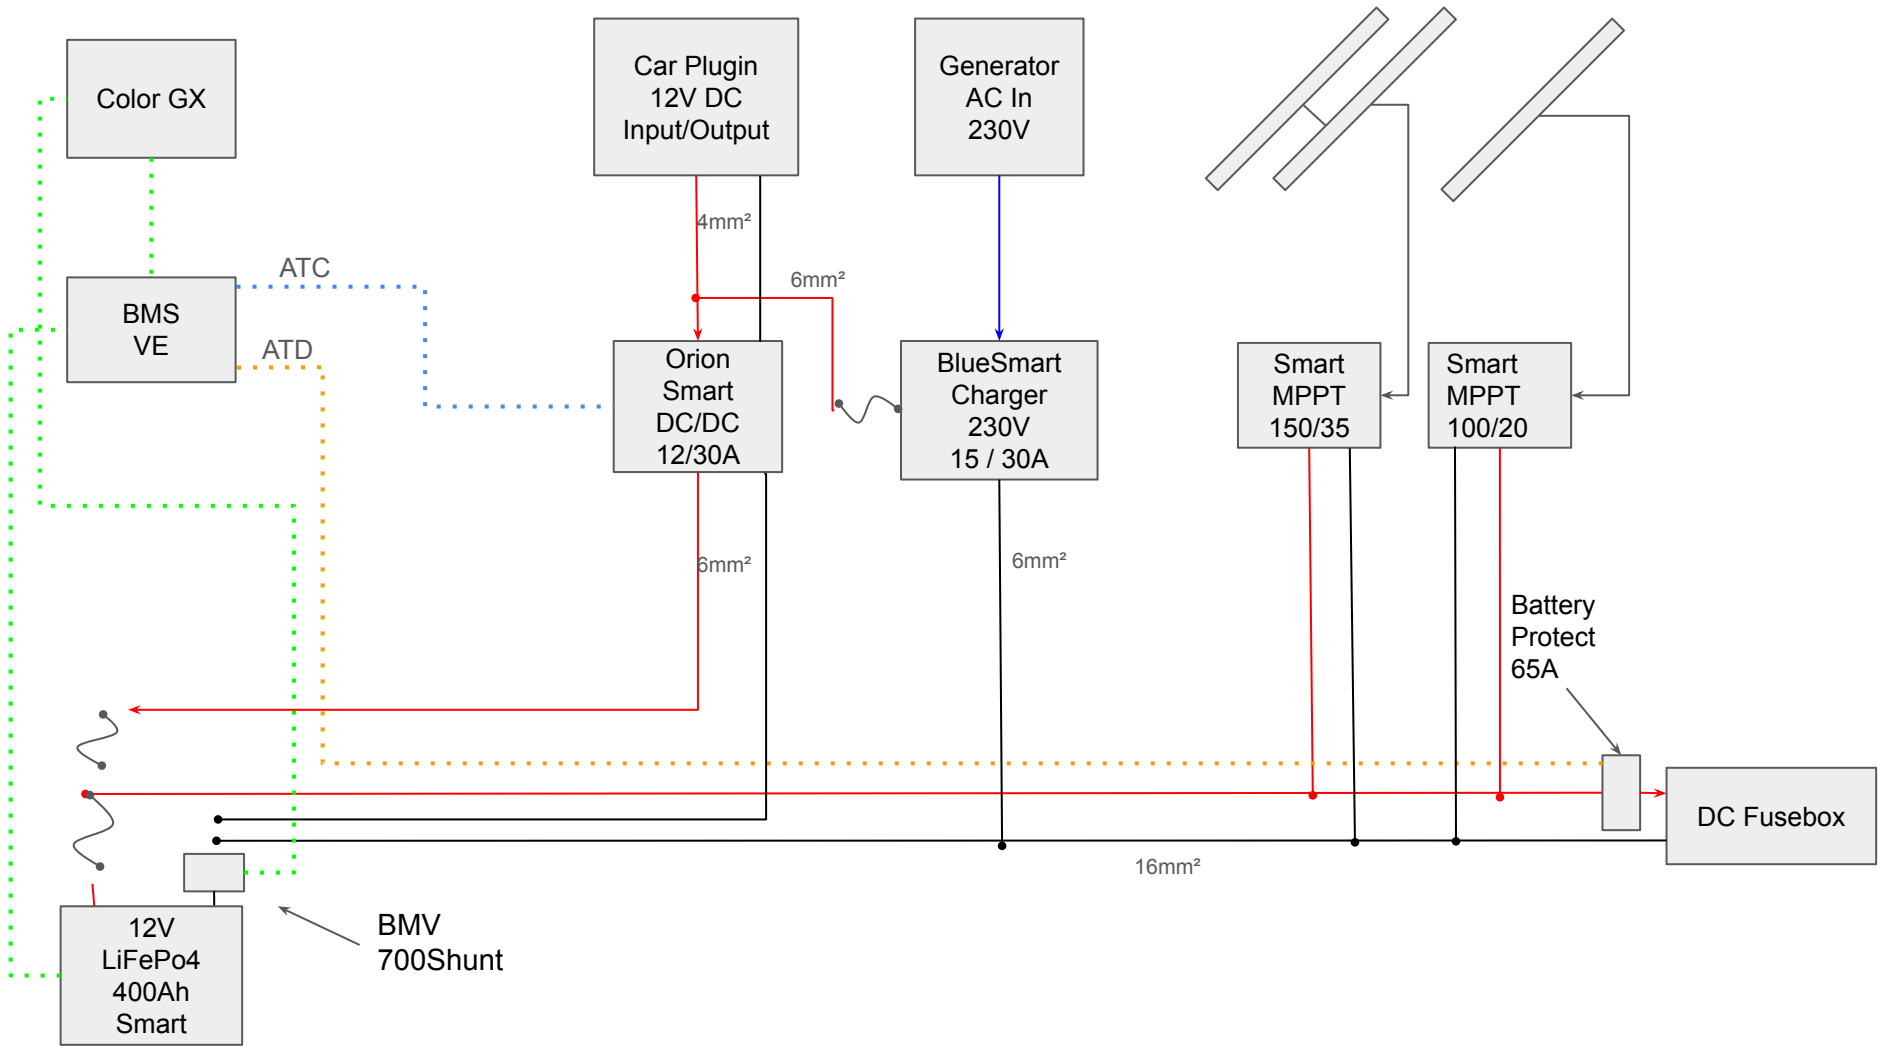 Color GX
Car Plugin
12V DC
Input/Output
Generator
AC In
230V
4mm²
6mm²
ATC
BMS
VE
ATD
Orion
Smart
DC/DC
12/30A
BlueSmart
Charger
230V
15 / 30A
Smart
MPPT
150/35
Smart
MPPT
100/20
6mm²
6mm²
Battery
Protect
65A
DC Fusebox
16mm²
BMV
700Shunt
12V
LiFePo4
400Ah
Smart